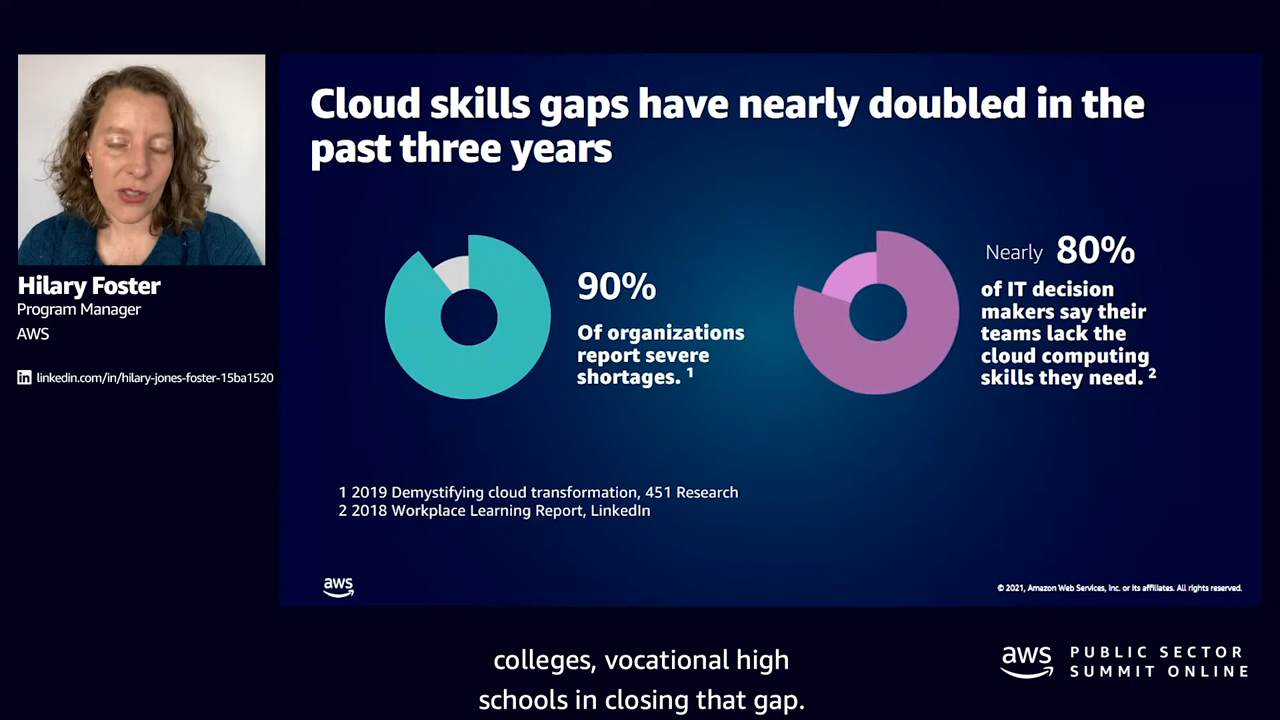 Cloud skills gaps have nearly doubled in the
past three years
Hilary Foster
Program Manager
AWS
in linkedin.com/in/hilary-jones-foster-15ba1520
90%
Of organizations
report severe
shortages. 1
Nearly 80%
of IT decision
makers say their
teams lack the
cloud computing
skills they need. 2
1 2019 Demystifying cloud transformation, 451 Research
2 2018 Workplace Learning Report, LinkedIn
aws
© 2021, Amazon Web Services, Inc. or its affiliates. All rights reserved.
colleges, vocational high
schools in closing that gap.
aws
PUBLIC SECTOR
SUMMIT ONLINE